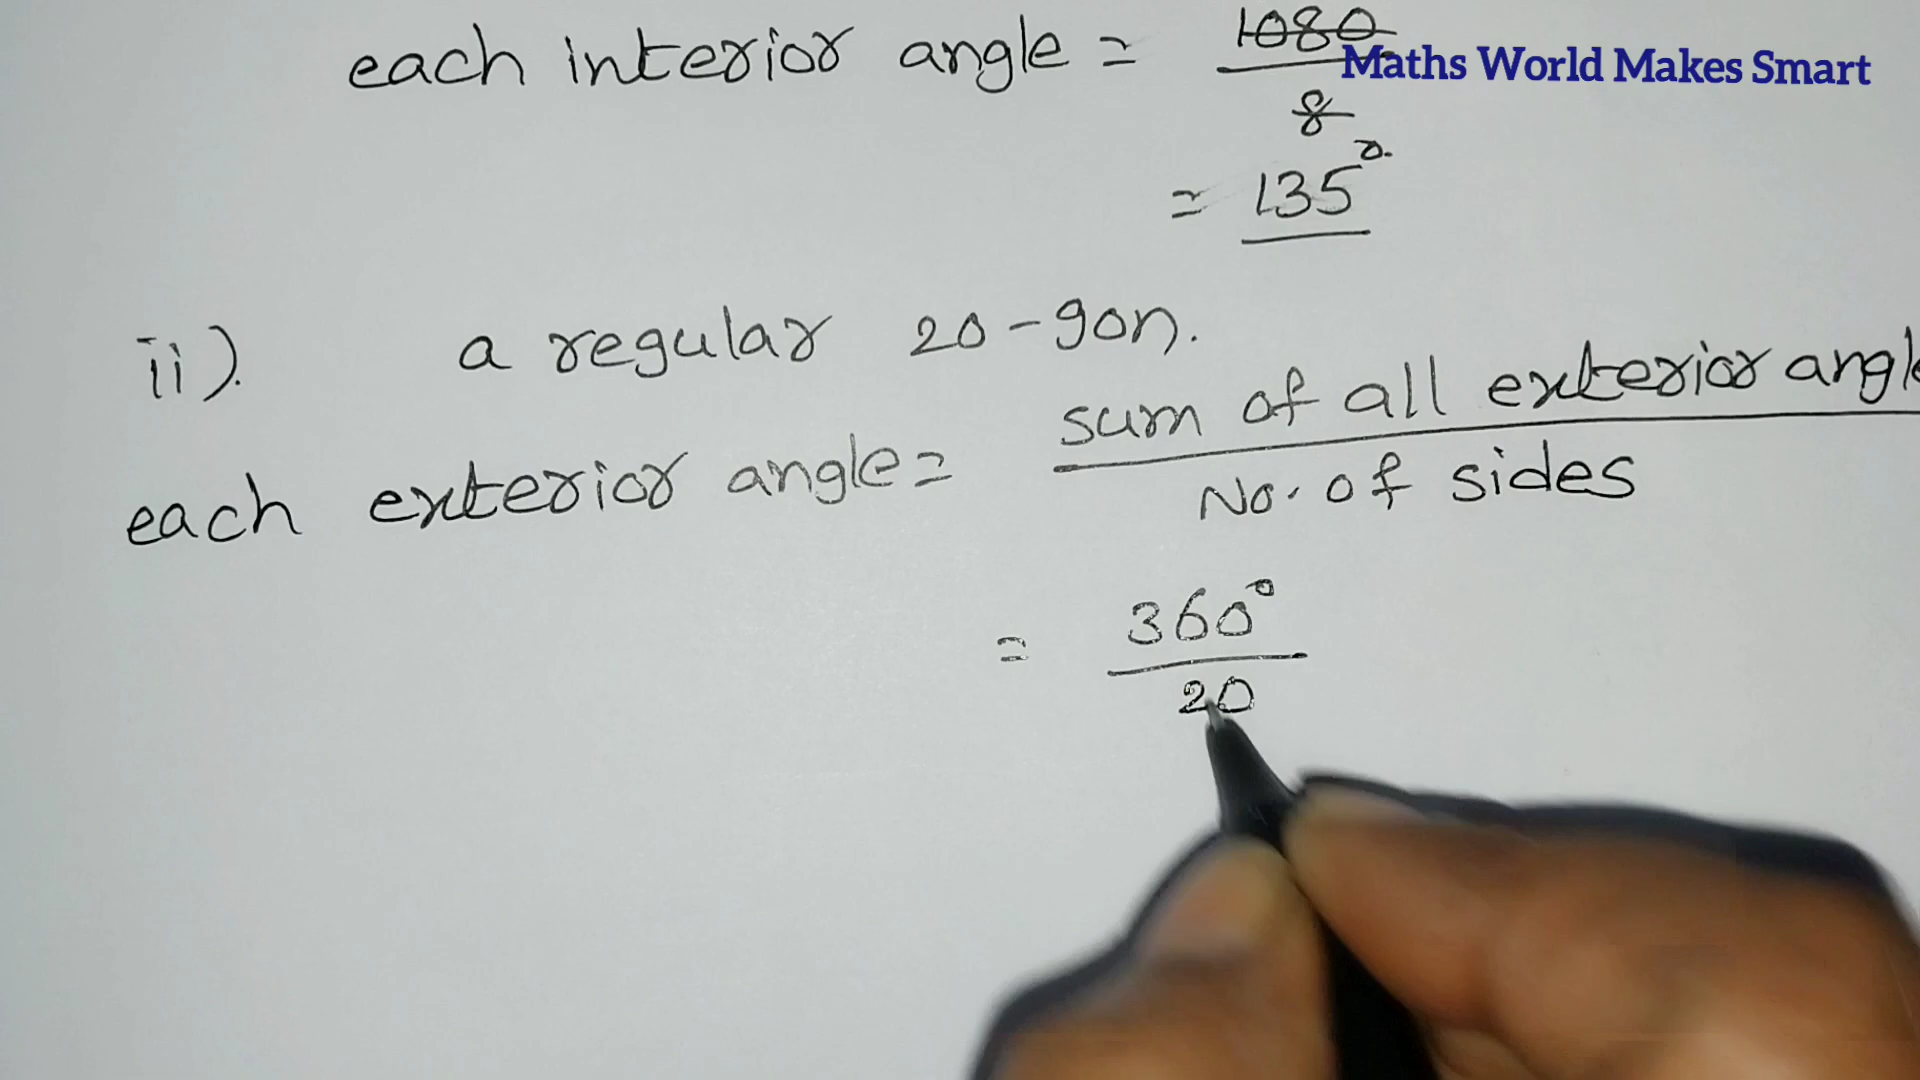 each interior angle = 1080
Maths World Makes Smart
8
= 135°
ii). a regular 20-gon.
each exterior angle = sum of all exterior angle
No. of sides
= 360°
20